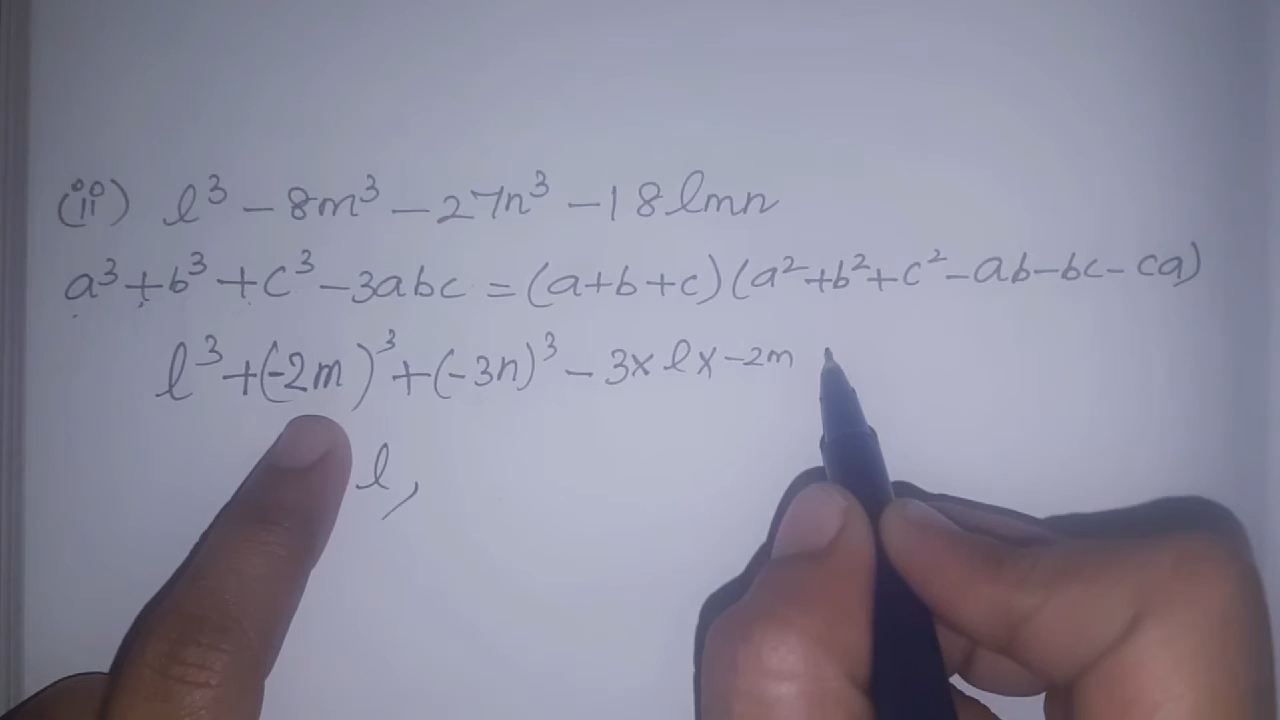 (ii) l³ - 8m³ - 27n³ - 18lmn
a³ + b³ + c³ - 3abc = (a+b+c)(a²+b²+c²-ab-bc-ca)
l³ + (-2m)³ + (-3n)³ - 3× l× -2m
l,